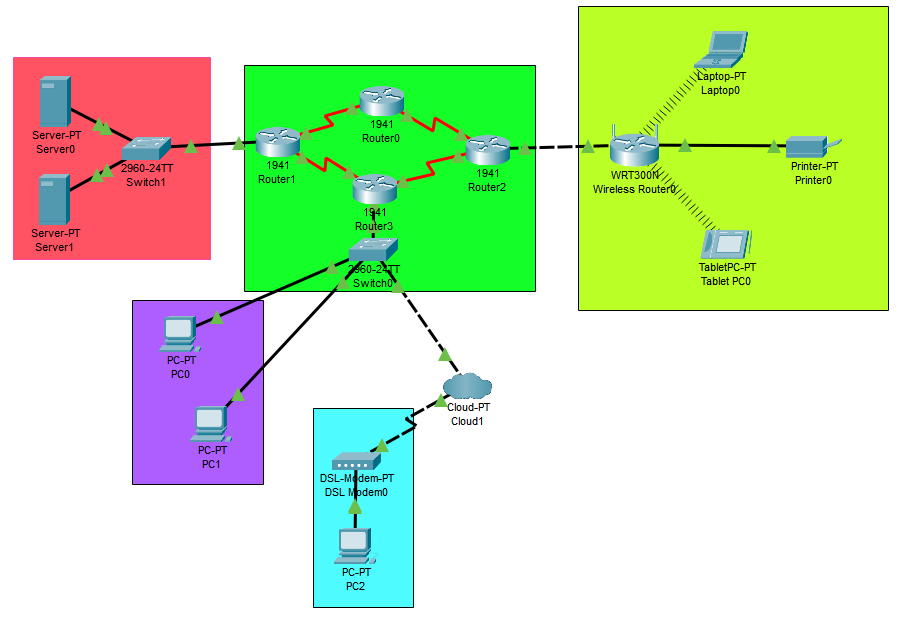 Server-PT
Server0
2960-24TT
Switch1
Server-PT
Server1
1941
Router0
1941
Router1
1941
Router2
1941
Router3
2960-24TT
Switch0
Laptop-PT
Laptop0
WRT300N
Wireless Router0
Printer-PT
Printer0
TabletPC-PT
Tablet PC0
PC-PT
PC0
PC-PT
PC1
Cloud-PT
Cloud1
DSL-Modem-PT
DSL Modem0
PC-PT
PC2